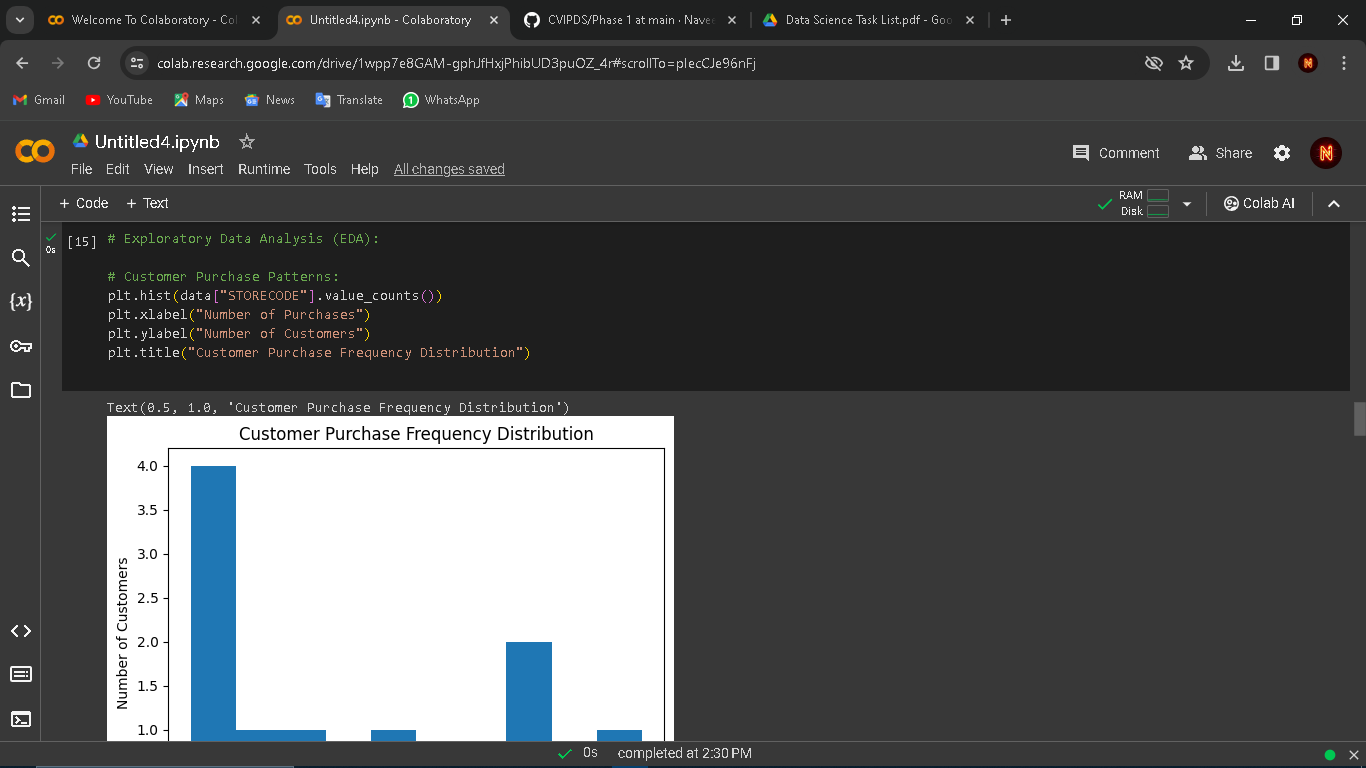 Welcome To Colaboratory - Col
Untitled4.ipynb - Colaboratory
CVIPDS/Phase 1 at main · Navee
Data Science Task List.pdf - Goo
colab.research.google.com/drive/1wpp7e8GAM-gphJfHxjPhibUD3puOZ_4r#scrollTo=pIecCJe96nFj
Gmail
YouTube
Maps
News
Translate
WhatsApp
Untitled4.ipynb
File Edit View Insert Runtime Tools Help All changes saved
Comment
Share
N
+ Code + Text
RAM
Disk
Colab AI
0s
[15] # Exploratory Data Analysis (EDA):
# Customer Purchase Patterns:
plt.hist(data["STORECODE"].value_counts())
plt.xlabel("Number of Purchases")
plt.ylabel("Number of Customers")
plt.title("Customer Purchase Frequency Distribution")
Text(0.5, 1.0, 'Customer Purchase Frequency Distribution')
Customer Purchase Frequency Distribution
4.0
3.5
3.0
2.5
2.0
1.5
1.0
Number of Customers
0s completed at 2:30 PM